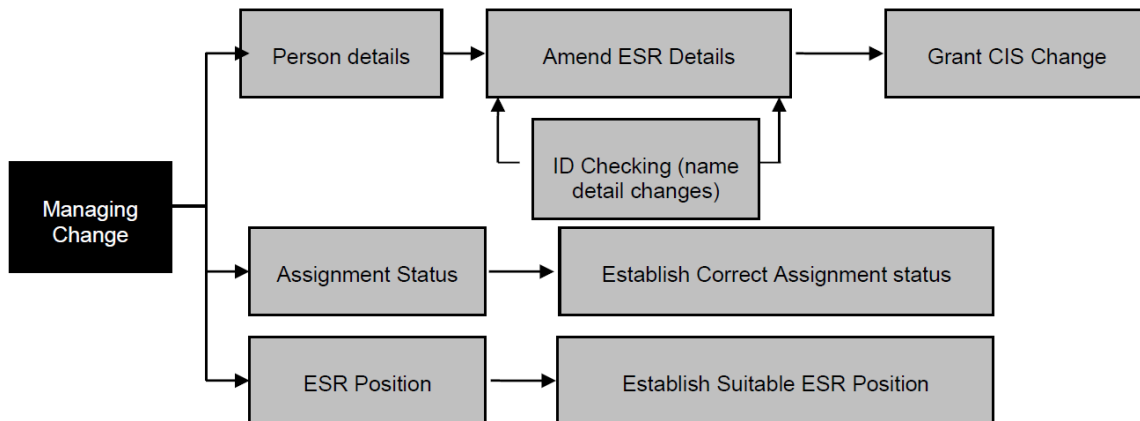 Person details
Amend ESR Details
Grant CIS Change
ID Checking (name
detail changes)
Managing
Change
Assignment Status
Establish Correct Assignment status
ESR Position
Establish Suitable ESR Position